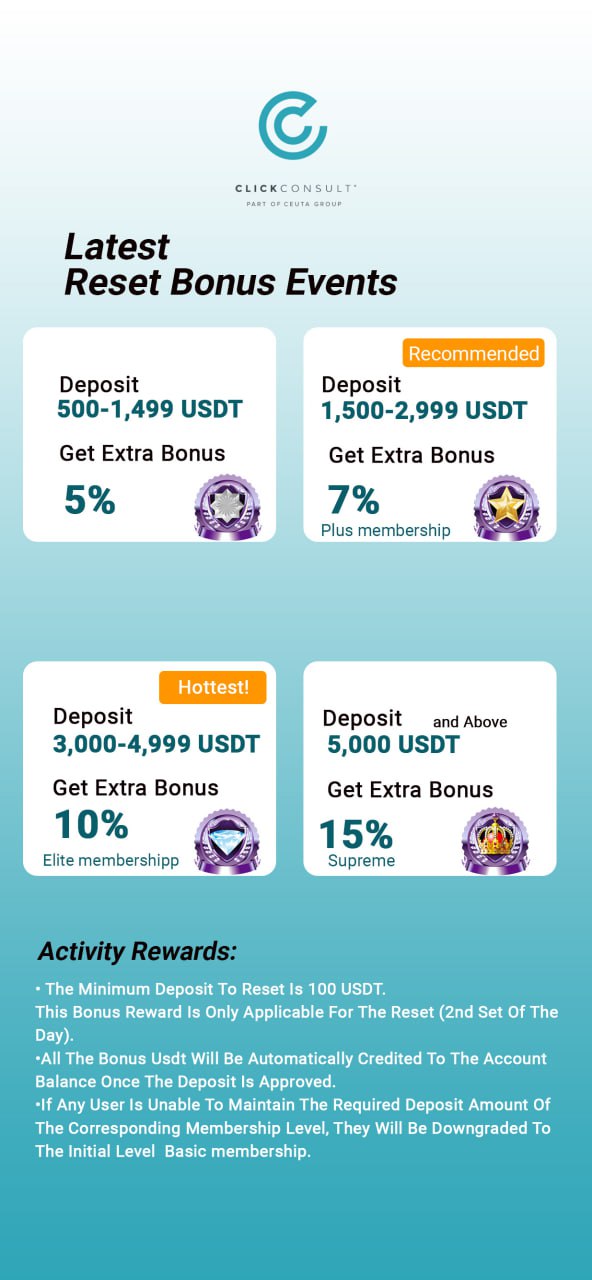 CLICKCONSULT
PART OF CEUTA GROUP
Latest
Reset Bonus Events
Deposit
500-1,499 USDT
Get Extra Bonus
5%
Recommended
Deposit
1,500-2,999 USDT
Get Extra Bonus
7%
Plus membership
Hottest!
Deposit
3,000-4,999 USDT
Get Extra Bonus
10%
Elite membershipp
Deposit and Above
5,000 USDT
Get Extra Bonus
15%
Supreme
Activity Rewards:
• The Minimum Deposit To Reset Is 100 USDT.
This Bonus Reward Is Only Applicable For The Reset (2nd Set Of The
Day).
•All The Bonus Usdt Will Be Automatically Credited To The Account
Balance Once The Deposit Is Approved.
•If Any User Is Unable To Maintain The Required Deposit Amount Of
The Corresponding Membership Level, They Will Be Downgraded To
The Initial Level Basic membership.